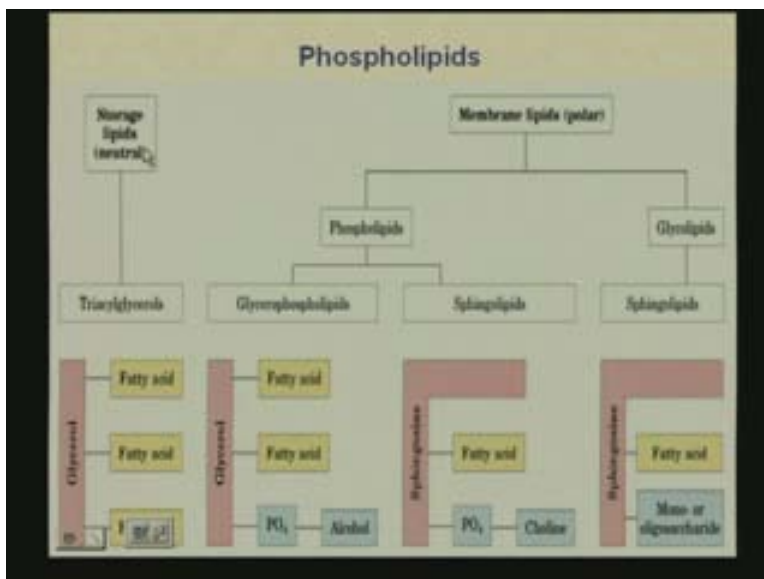 Phospholipids
Storage
lipids
(neutral)
Membrane lipids (polar)
Phospholipids
Glycolipids
Triacylglycerols
Glycerophospholipids
Sphingolipids
Sphingolipids
Glycerol
Fatty acid
Fatty acid
Glycerol
Fatty acid
Fatty acid
PO₄
Alcohol
Sphingosine
Fatty acid
PO₄
Choline
Sphingosine
Fatty acid
Mono- or
oligosaccharide